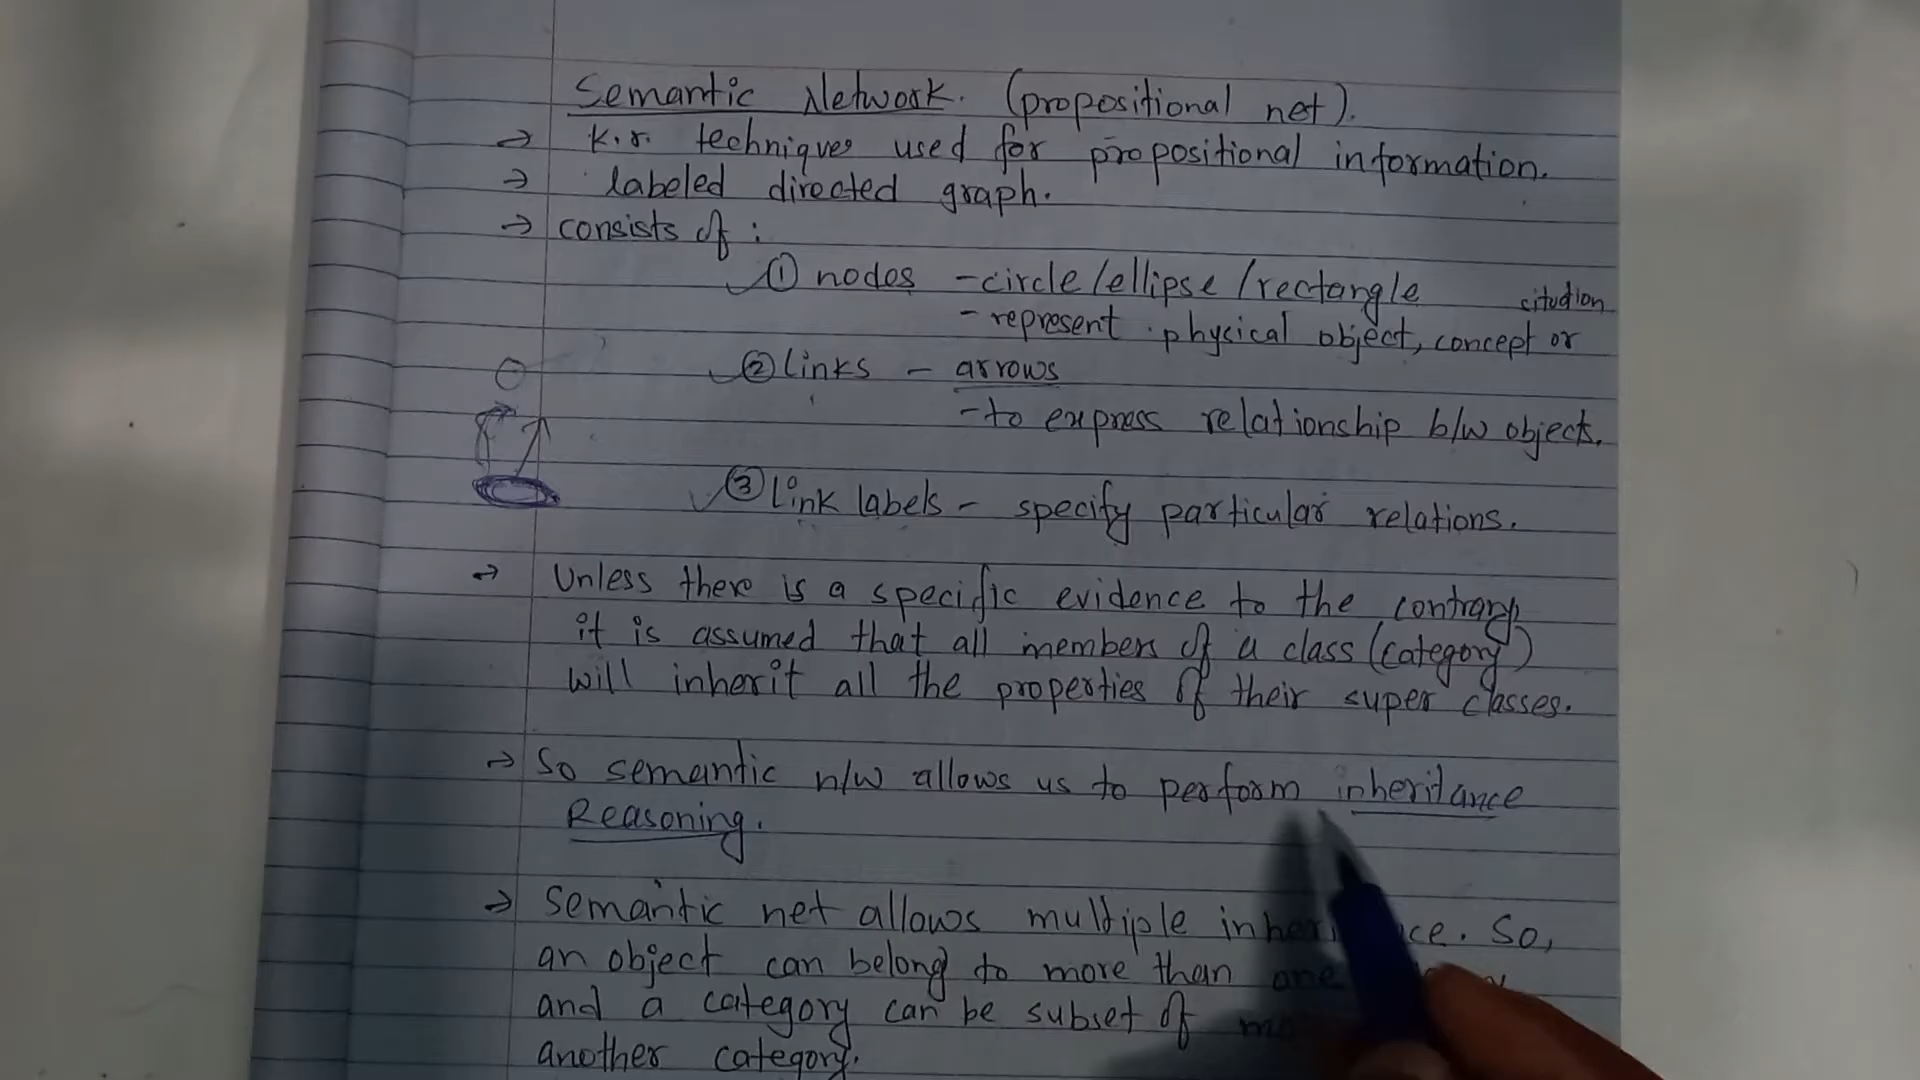 Semantic Network. (propositional net).
→ K.r. techniques used for propositional information.
→ labeled directed graph.
→ consists of :
① nodes - circle/ellipse/rectangle
- represent physical object, concept or citudion
② Links - arrows
- to express relationship b/w object.
③ Link labels - specify particular relations.
→ Unless there is a specific evidence to the contrary,
it is assumed that all members of a class (category)
will inherit all the properties of their super classes.
→ So semantic n/w allows us to perform inheritance
Reasoning.
→ Semantic net allows multiple So,
an object can belong to more than one
and a category can be subset of
another category.